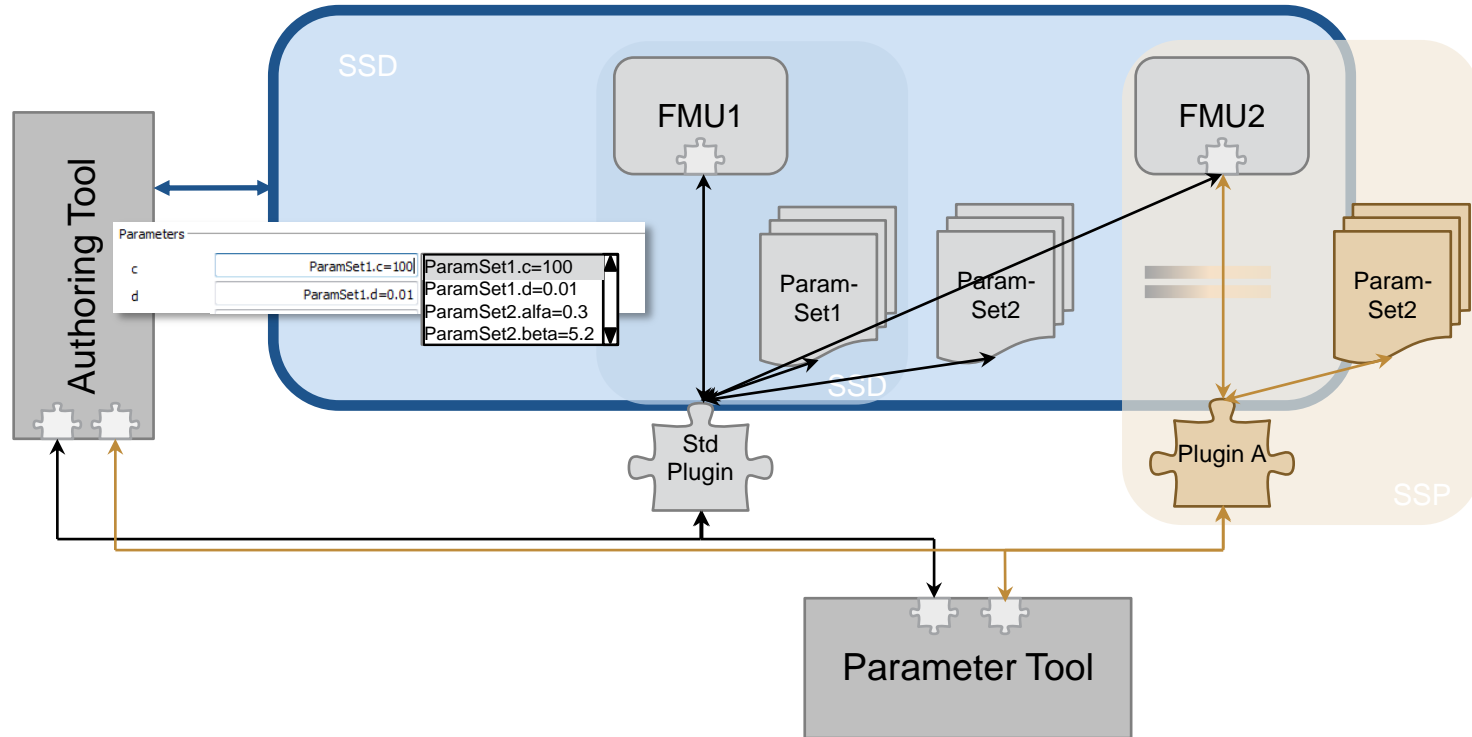 SSD
FMU1
FMU2
Authoring Tool
Parameters
c
ParamSet1.c=100
d
ParamSet1.d=0.01
ParamSet1.c=100
ParamSet1.d=0.01
ParamSet2.alfa=0.3
ParamSet2.beta=5.2
Param-
Set1
Param-
Set2
Param-
Set2
SSD
Std
Plugin
Plugin A
SSP
Parameter Tool